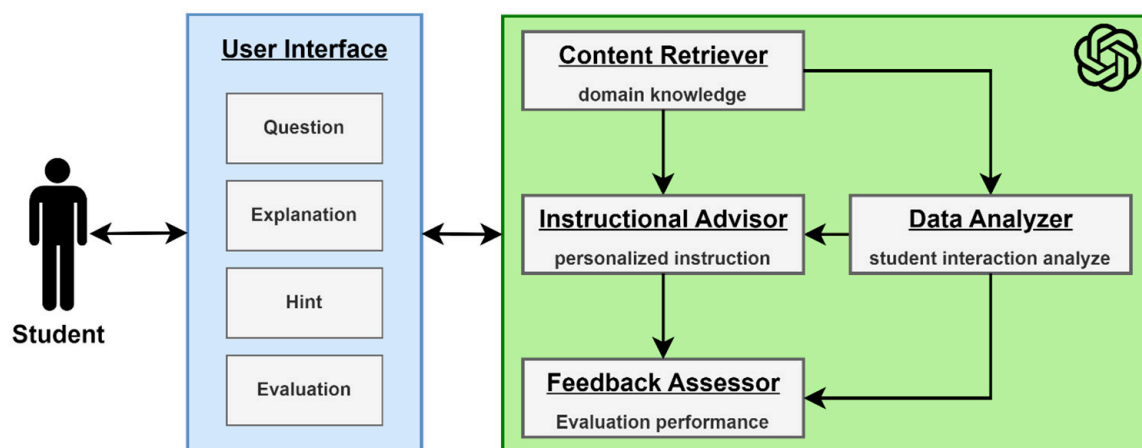 User Interface
Question
Explanation
Hint
Evaluation
Student
Content Retriever
domain knowledge
Instructional Advisor
personalized instruction
Data Analyzer
student interaction analyze
Feedback Assessor
Evaluation performance